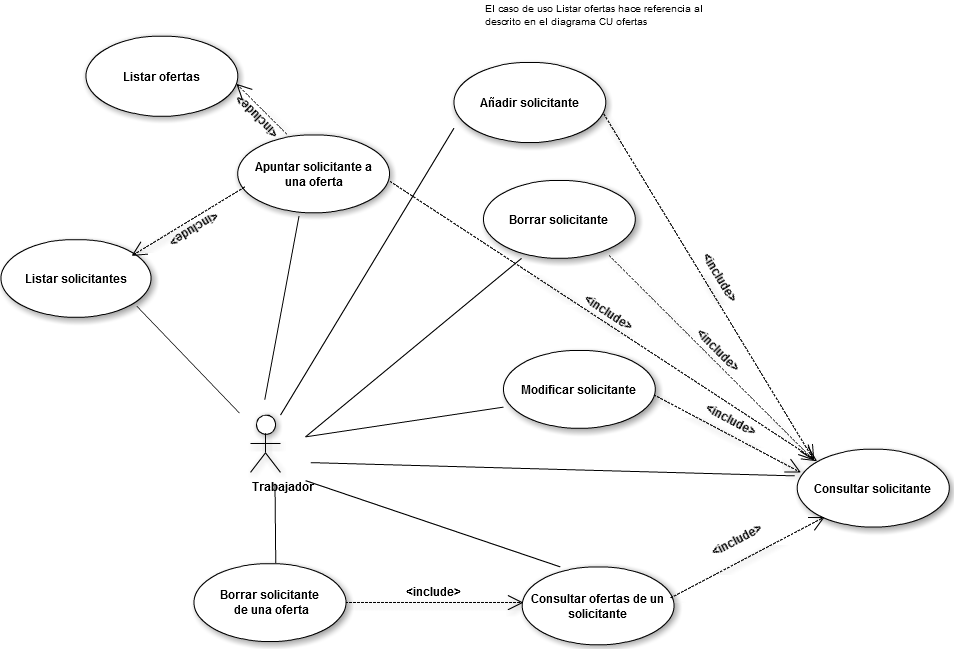 El caso de uso Listar ofertas hace referencia al
descrito en el diagrama CU ofertas
Listar ofertas
Añadir solicitante
<include>
Apuntar solicitante a
una oferta
Borrar solicitante
<include>
Listar solicitantes
<include>
<include>
<include>
Modificar solicitante
<include>
Trabajador
Consultar solicitante
<include>
Borrar solicitante
de una oferta
<include>
Consultar ofertas de un
solicitante